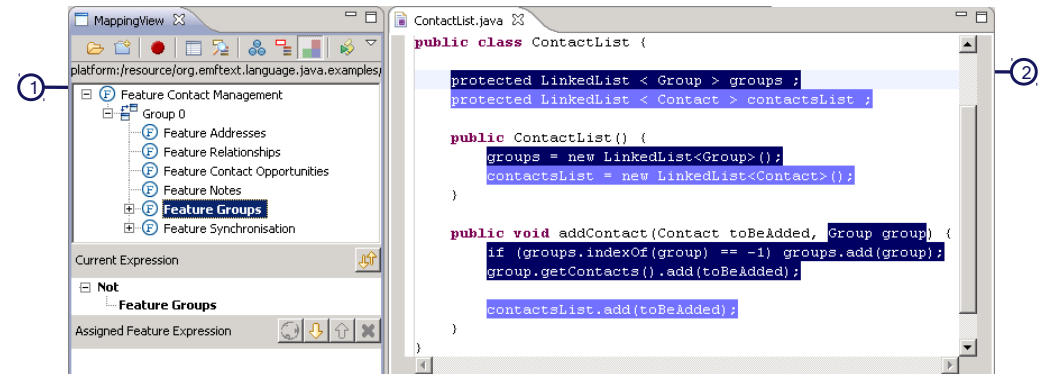 MappingView
platform:/resource/org.emftext.language.java.examples/
1
Feature Contact Management
Group 0
Feature Addresses
Feature Relationships
Feature Contact Opportunities
Feature Notes
Feature Groups
Feature Synchronisation
Current Expression
Not
Feature Groups
Assigned Feature Expression
ContactList.java
2
public class ContactList {
protected LinkedList < Group > groups ;
protected LinkedList < Contact > contactsList ;
public ContactList() {
groups = new LinkedList<Group>();
contactsList = new LinkedList<Contact>();
}
public void addContact(Contact toBeAdded, Group group) {
if (groups.indexOf(group) == -1) groups.add(group);
group.getContacts().add(toBeAdded);
contactsList.add(toBeAdded);
}
}